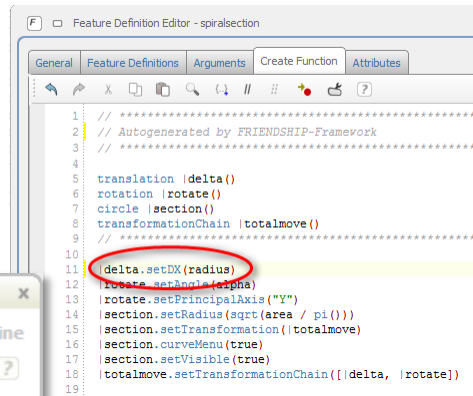 F Feature Definition Editor - spiralsection
General Feature Definitions Arguments Create Function Attributes
1 // **************************************************
2 // Autogenerated by FRIENDSHIP-Framework
3 // **************************************************
4
5 translation |delta()
6 rotation |rotate()
7 circle |section()
8 transformationChain |totalmove()
9 // **************************************************
10
11 |delta.setDX(radius)
12 |rotate.setAngle(alpha)
13 |rotate.setPrincipalAxis("Y")
14 |section.setRadius(sqrt(area / pi()))
15 |section.setTransformation(|totalmove)
16 |section.curveMenu(true)
17 |section.setVisible(true)
18 |totalmove.setTransformationChain([|delta, |rotate])
19
ine
?